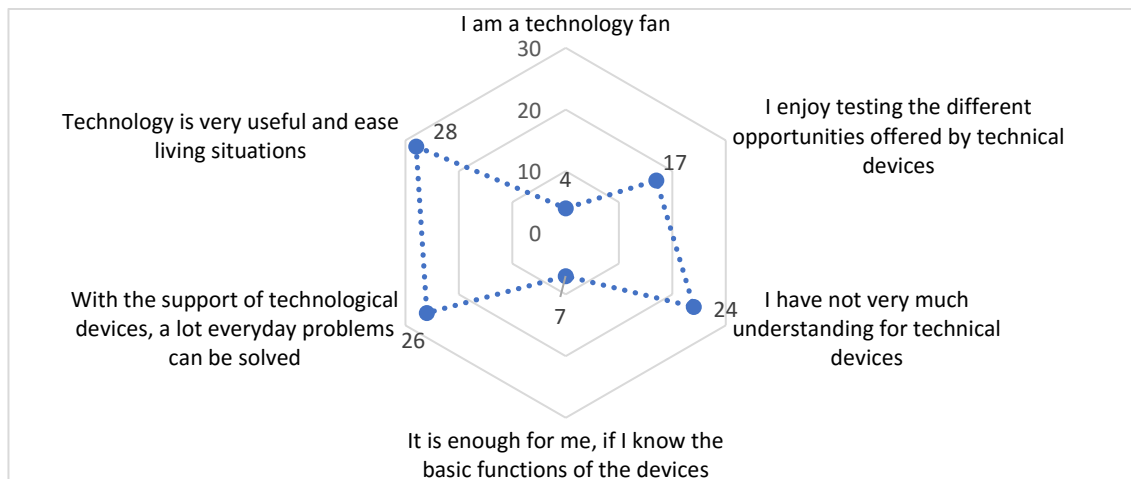 I am a technology fan
30
20
10
0
4
I enjoy testing the different
opportunities offered by technical
devices
17
I have not very much
understanding for technical
devices
24
It is enough for me, if I know the
basic functions of the devices
7
With the support of technological
devices, a lot everyday problems
can be solved
26
Technology is very useful and ease
living situations
28